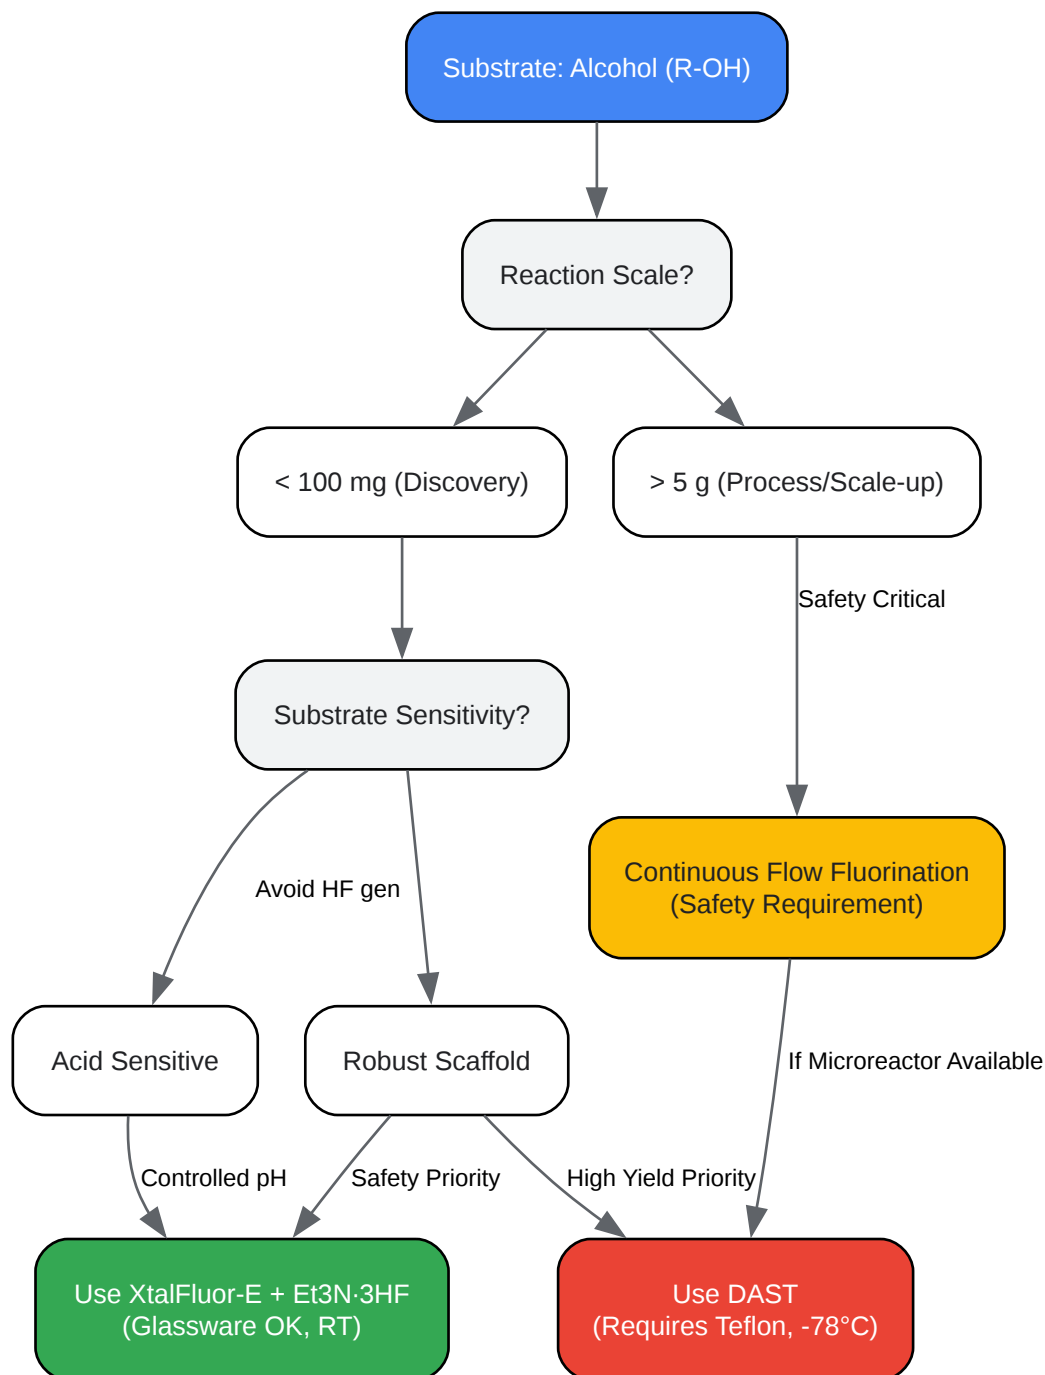 Substrate: Alcohol (R-OH)
Reaction Scale?
< 100 mg (Discovery)
> 5 g (Process/Scale-up)
Safety Critical
Substrate Sensitivity?
Continuous Flow Fluorination
(Safety Requirement)
Avoid HF gen
Acid Sensitive
Robust Scaffold
If Microreactor Available
Controlled pH
Safety Priority
High Yield Priority
Use XtalFluor-E + Et3N·3HF
(Glassware OK, RT)
Use DAST
(Requires Teflon, -78°C)